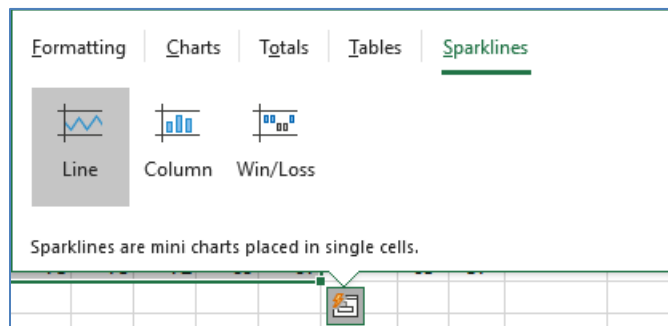 Formatting Charts Totals Tables Sparklines
Line Column Win/Loss
Sparklines are mini charts placed in single cells.